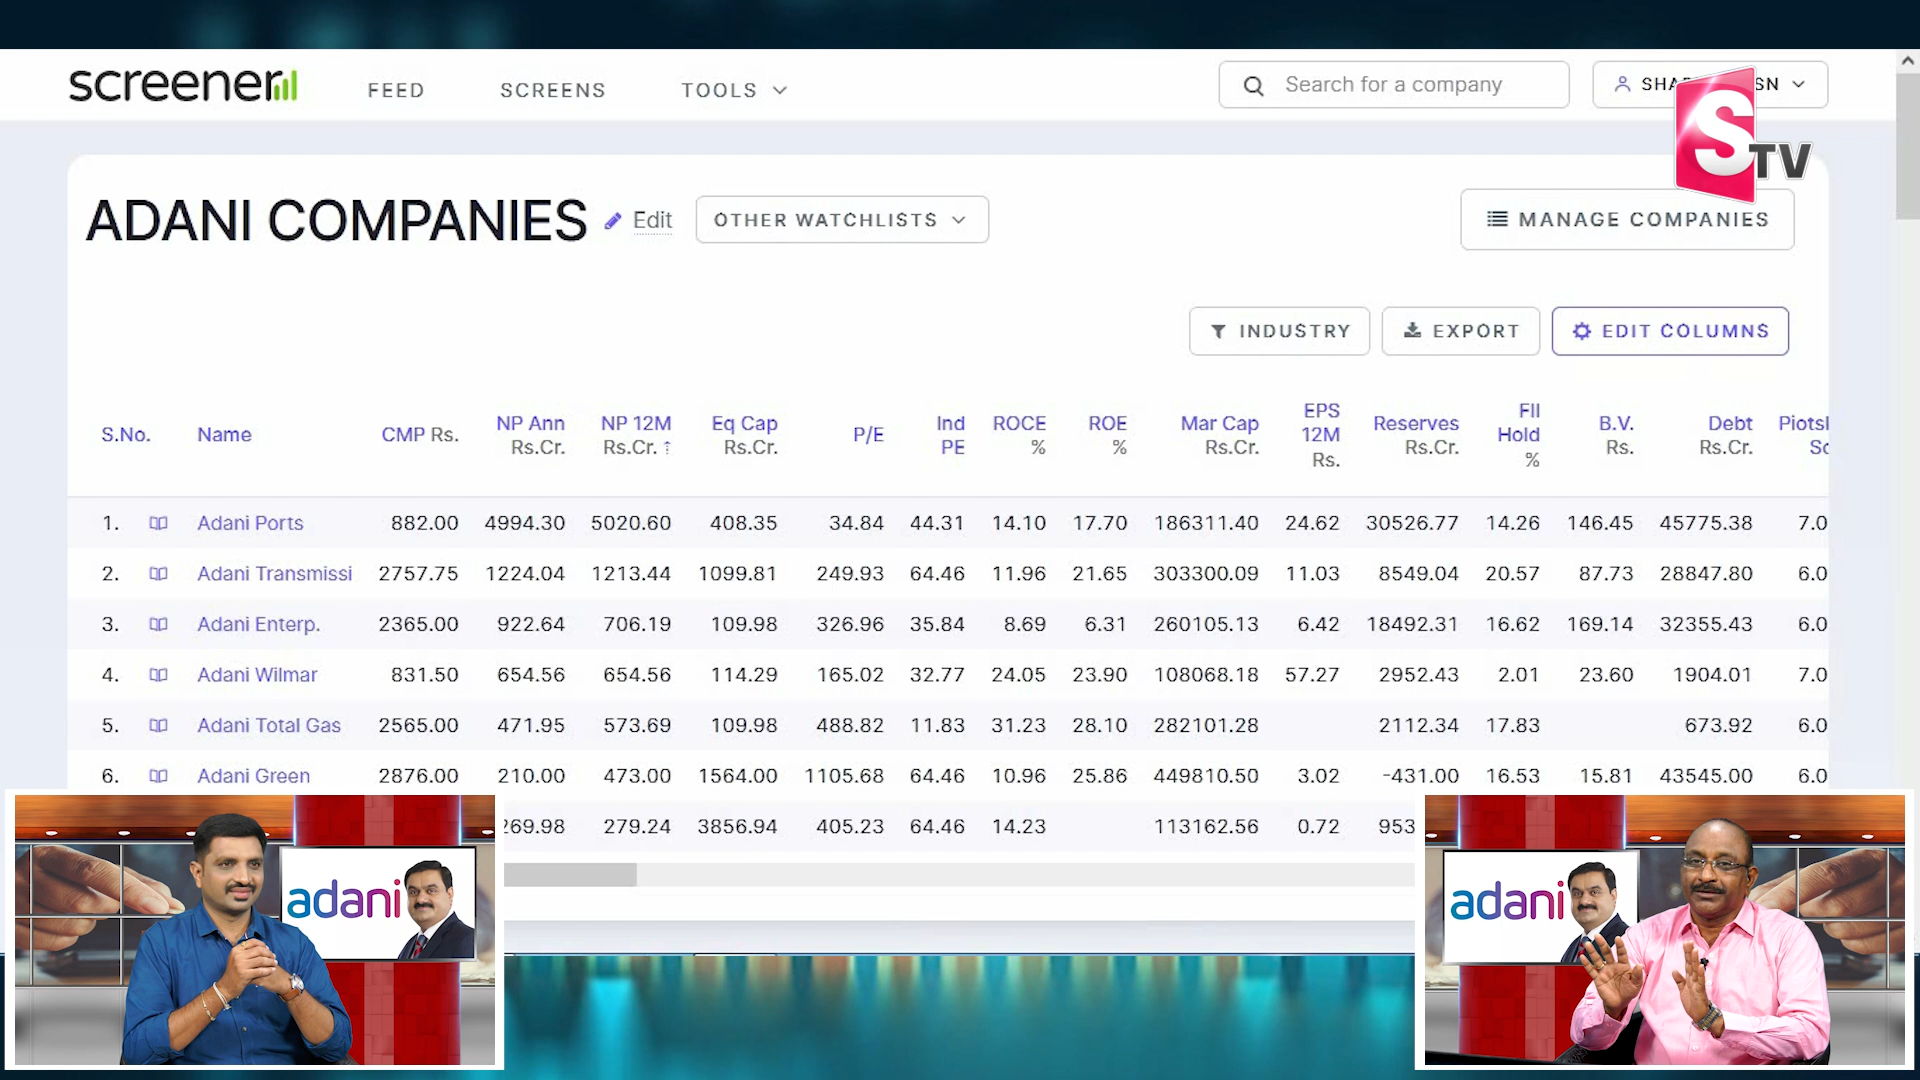 screener
FEED
SCREENS
TOOLS
Search for a company
S TV
ADANI COMPANIES
Edit
OTHER WATCHLISTS
MANAGE COMPANIES
INDUSTRY
EXPORT
EDIT COLUMNS
S.No. Name CMP Rs. NP Ann Rs.Cr. NP 12M Rs.Cr. Eq Cap Rs.Cr. P/E Ind PE ROCE % ROE % Mar Cap Rs.Cr. EPS 12M Rs. Reserves Rs.Cr. FII Hold % B.V. Rs. Debt Rs.Cr.
1. Adani Ports 882.00 4994.30 5020.60 408.35 34.84 44.31 14.10 17.70 186311.40 24.62 30526.77 14.26 146.45 45775.38 7.0
2. Adani Transmissi 2757.75 1224.04 1213.44 1099.81 249.93 64.46 11.96 21.65 303300.09 11.03 8549.04 20.57 87.73 28847.80 6.0
3. Adani Enterp. 2365.00 922.64 706.19 109.98 326.96 35.84 8.69 6.31 260105.13 6.42 18492.31 16.62 169.14 32355.43 6.0
4. Adani Wilmar 831.50 654.56 654.56 114.29 165.02 32.77 24.05 23.90 108068.18 57.27 2952.43 2.01 23.60 1904.01 7.0
5. Adani Total Gas 2565.00 471.95 573.69 109.98 488.82 11.83 31.23 28.10 282101.28 2112.34 17.83 673.92 6.0
6. Adani Green 2876.00 210.00 473.00 1564.00 1105.68 64.46 10.96 25.86 449810.50 3.02 -431.00 16.53 15.81 43545.00 6.0
269.98 279.24 3856.94 405.23 64.46 14.23 113162.56 0.72 953
adani
adani